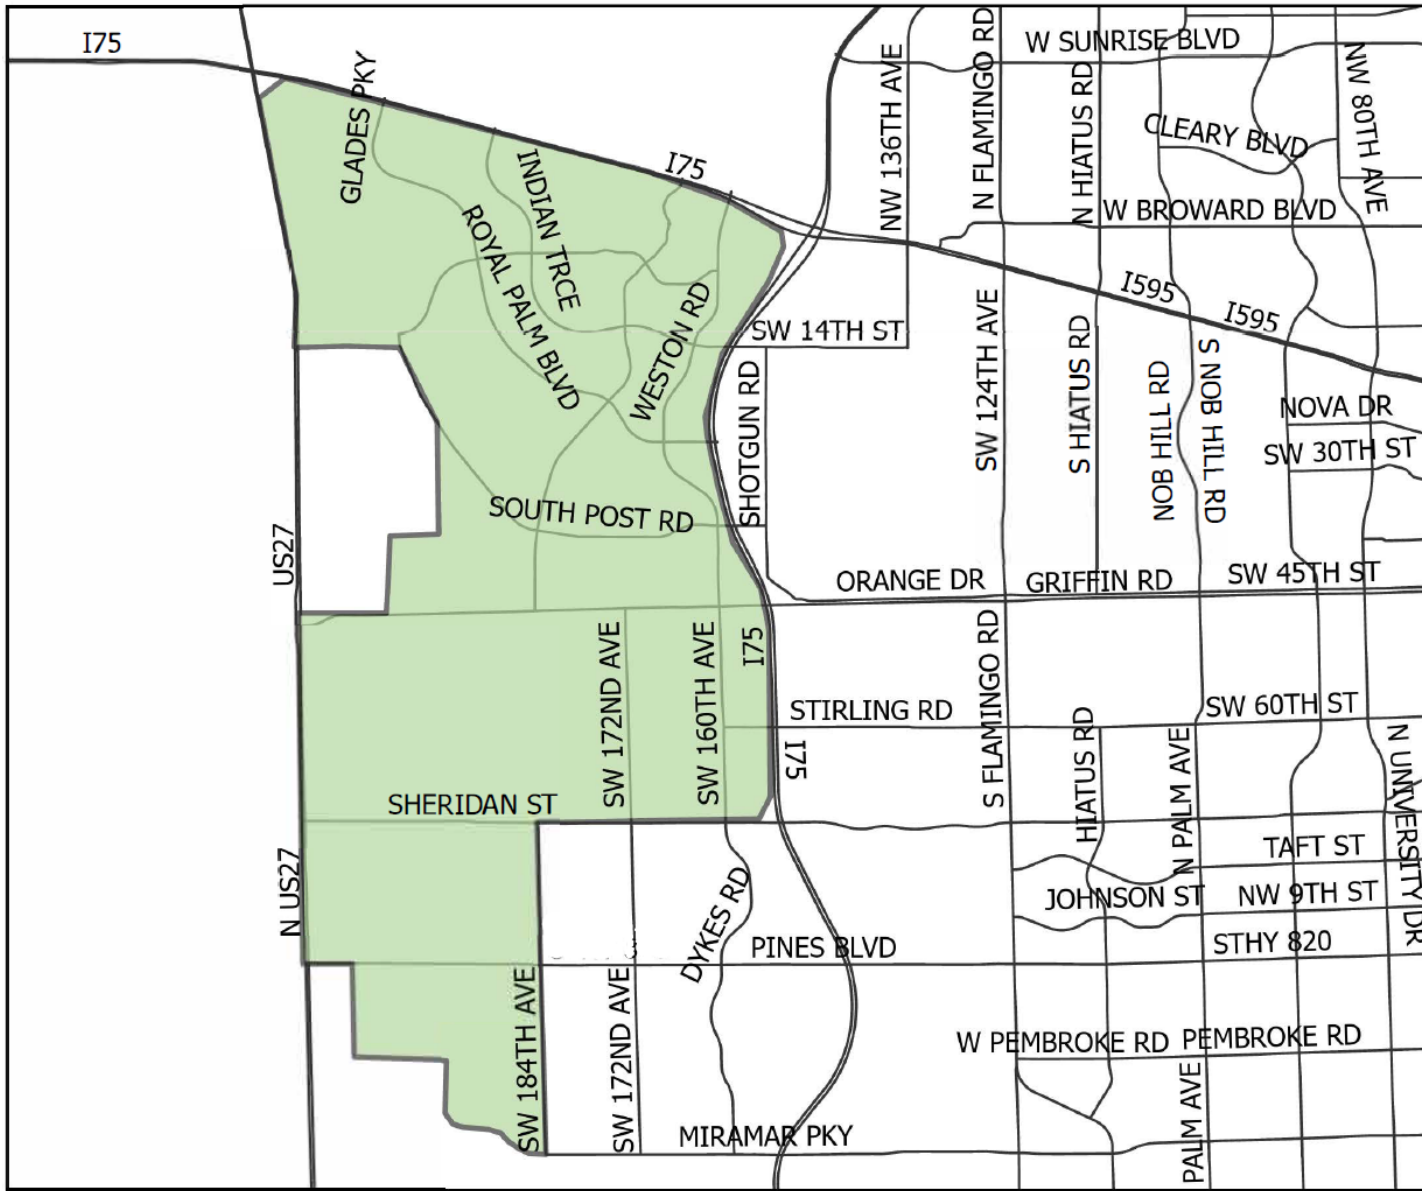 I75
W SUNRISE BLVD
GLADES PKY
NW 136TH AVE
N FLAMINGO RD
N HIATUS RD
CLEARY BLVD
NW 80TH AVE
I75
INDIAN TRCE
ROYAL PALM BLVD
W BROWARD BLVD
I595
I595
WESTON RD
SW 14TH ST
SHOTGUN RD
SW 124TH AVE
S HIATUS RD
NOB HILL RD
S NOB HILL RD
NOVA DR
SW 30TH ST
SOUTH POST RD
US27
ORANGE DR
GRIFFIN RD
SW 45TH ST
SW 172ND AVE
SW 160TH AVE
I75
S FLAMINGO RD
STIRLING RD
SW 60TH ST
I75
HIATUS RD
N PALM AVE
N UNIVERSITY DR
SHERIDAN ST
TAFT ST
N US27
DYKES RD
JOHNSON ST
NW 9TH ST
PINES BLVD
STHY 820
SW 184TH AVE
SW 172ND AVE
W PEMBROKE RD
PEMBROKE RD
PALM AVE
MIRAMAR PKY